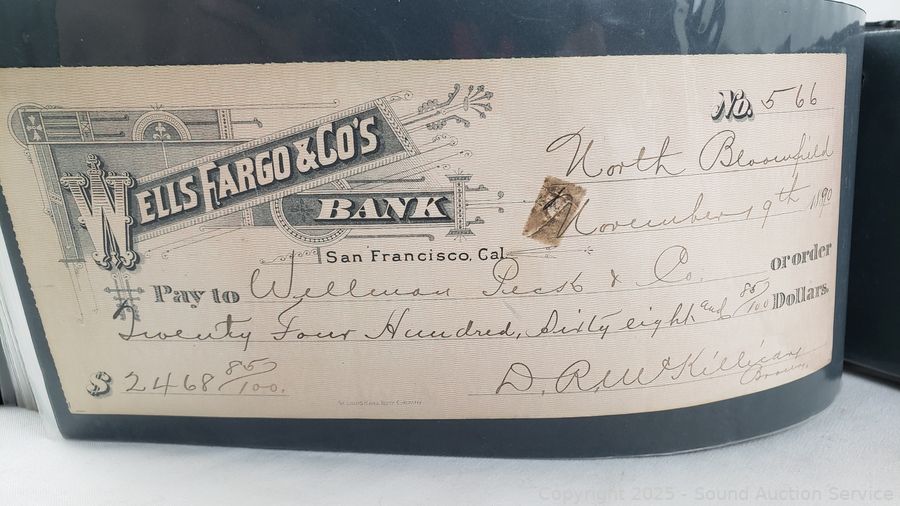 No. 566
North Bloomfield
November 9th 1890
WELLS FARGO & CO'S
BANK
San Francisco, Cal.
Pay to Wellman Peck & Co. or order
Twenty Four Hundred, Sixty eight and 85/100 Dollars.
$ 2468 85/100.
D. R. McKillican
Copyright 2025 - Sound Auction Service